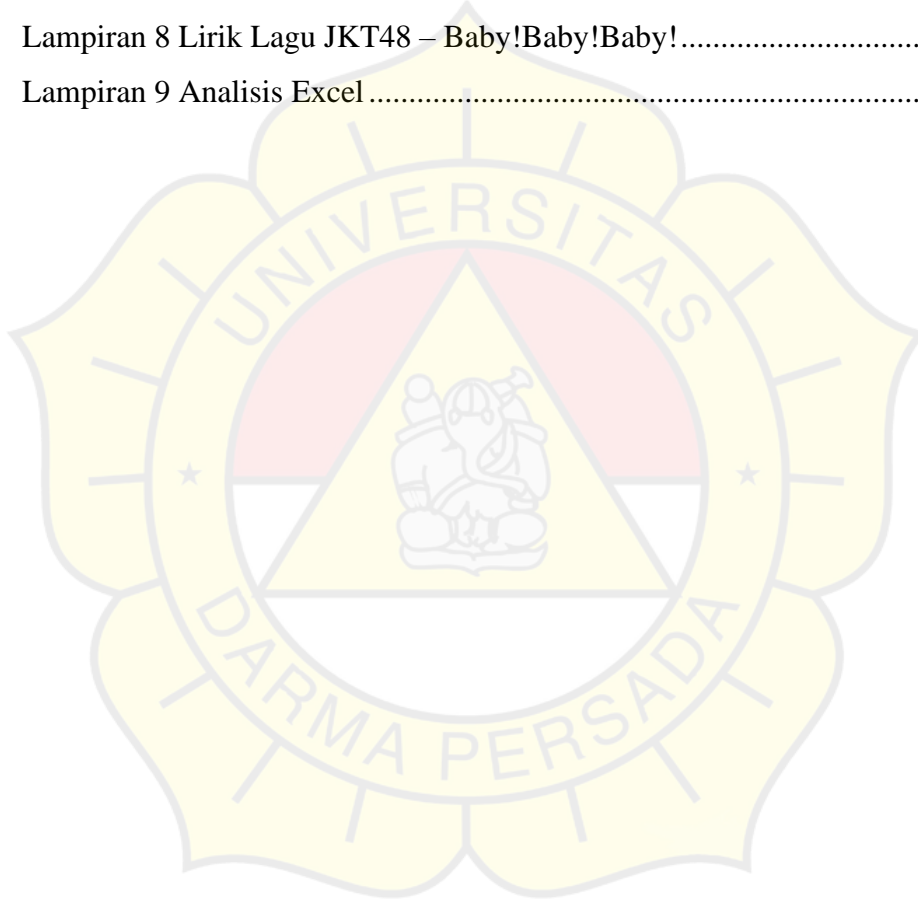 Lampiran 8 Lirik Lagu JKT48 – Baby!Baby!Baby!..............................
Lampiran 9 Analisis Excel.....................................................................
UNIVERSITAS
DARMA PERSADA